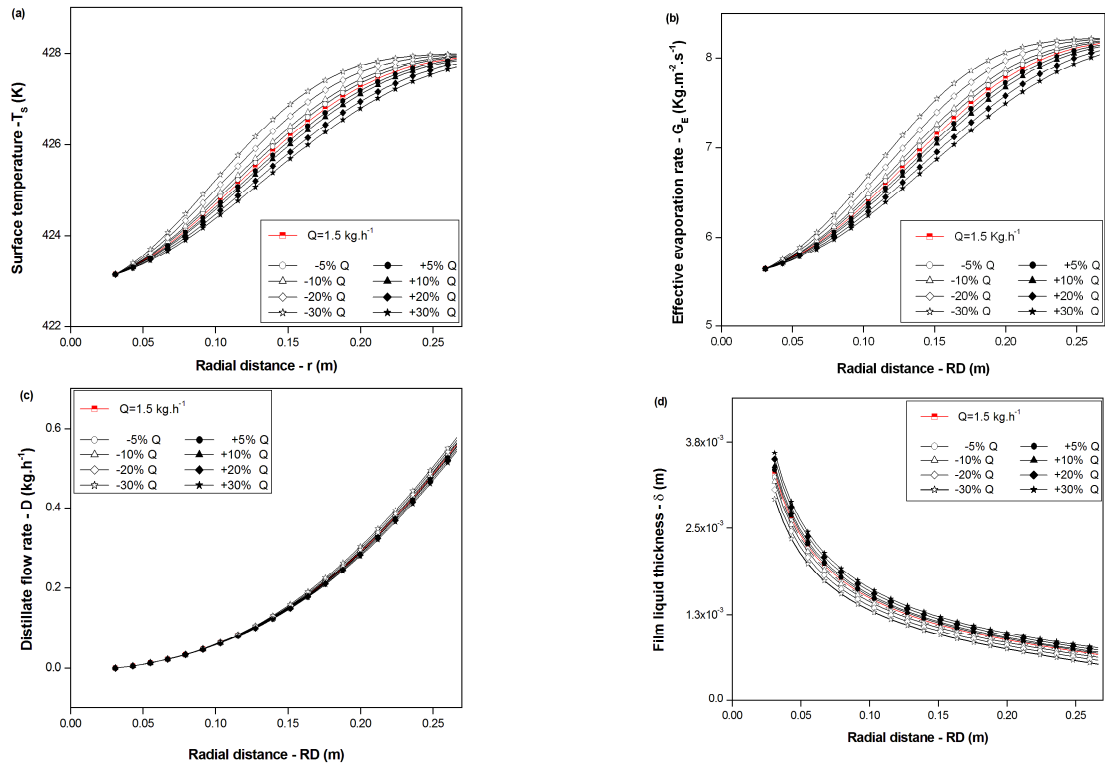 (a)
428
426
424
422
Surface temperature -T_S (K)
0.00 0.05 0.10 0.15 0.20 0.25
Radial distance - r (m)
Q=1.5 kg.h⁻¹
-5% Q +5% Q
-10% Q +10% Q
-20% Q +20% Q
-30% Q +30% Q
(b)
8
7
6
5
Effective evaporation rate - G_E (Kg.m⁻².s⁻¹)
0.00 0.05 0.10 0.15 0.20 0.25
Radial distance - RD (m)
Q=1.5 Kg.h⁻¹
-5% Q +5% Q
-10% Q +10% Q
-20% Q +20% Q
-30% Q +30% Q
(c)
0.6
0.4
0.2
0.0
Distillate flow rate - D (kg.h⁻¹)
0.00 0.05 0.10 0.15 0.20 0.25
Radial distance - RD (m)
Q=1.5 kg.h⁻¹
-5% Q +5% Q
-10% Q +10% Q
-20% Q +20% Q
-30% Q +30% Q
(d)
3.8x10⁻³
2.5x10⁻³
1.3x10⁻³
0.0
Film liquid thickness - δ (m)
0.00 0.05 0.10 0.15 0.20 0.25
Radial distane - RD (m)
Q=1.5 kg.h⁻¹
-5% Q +5% Q
-10% Q +10% Q
-20% Q +20% Q
-30% Q +30% Q